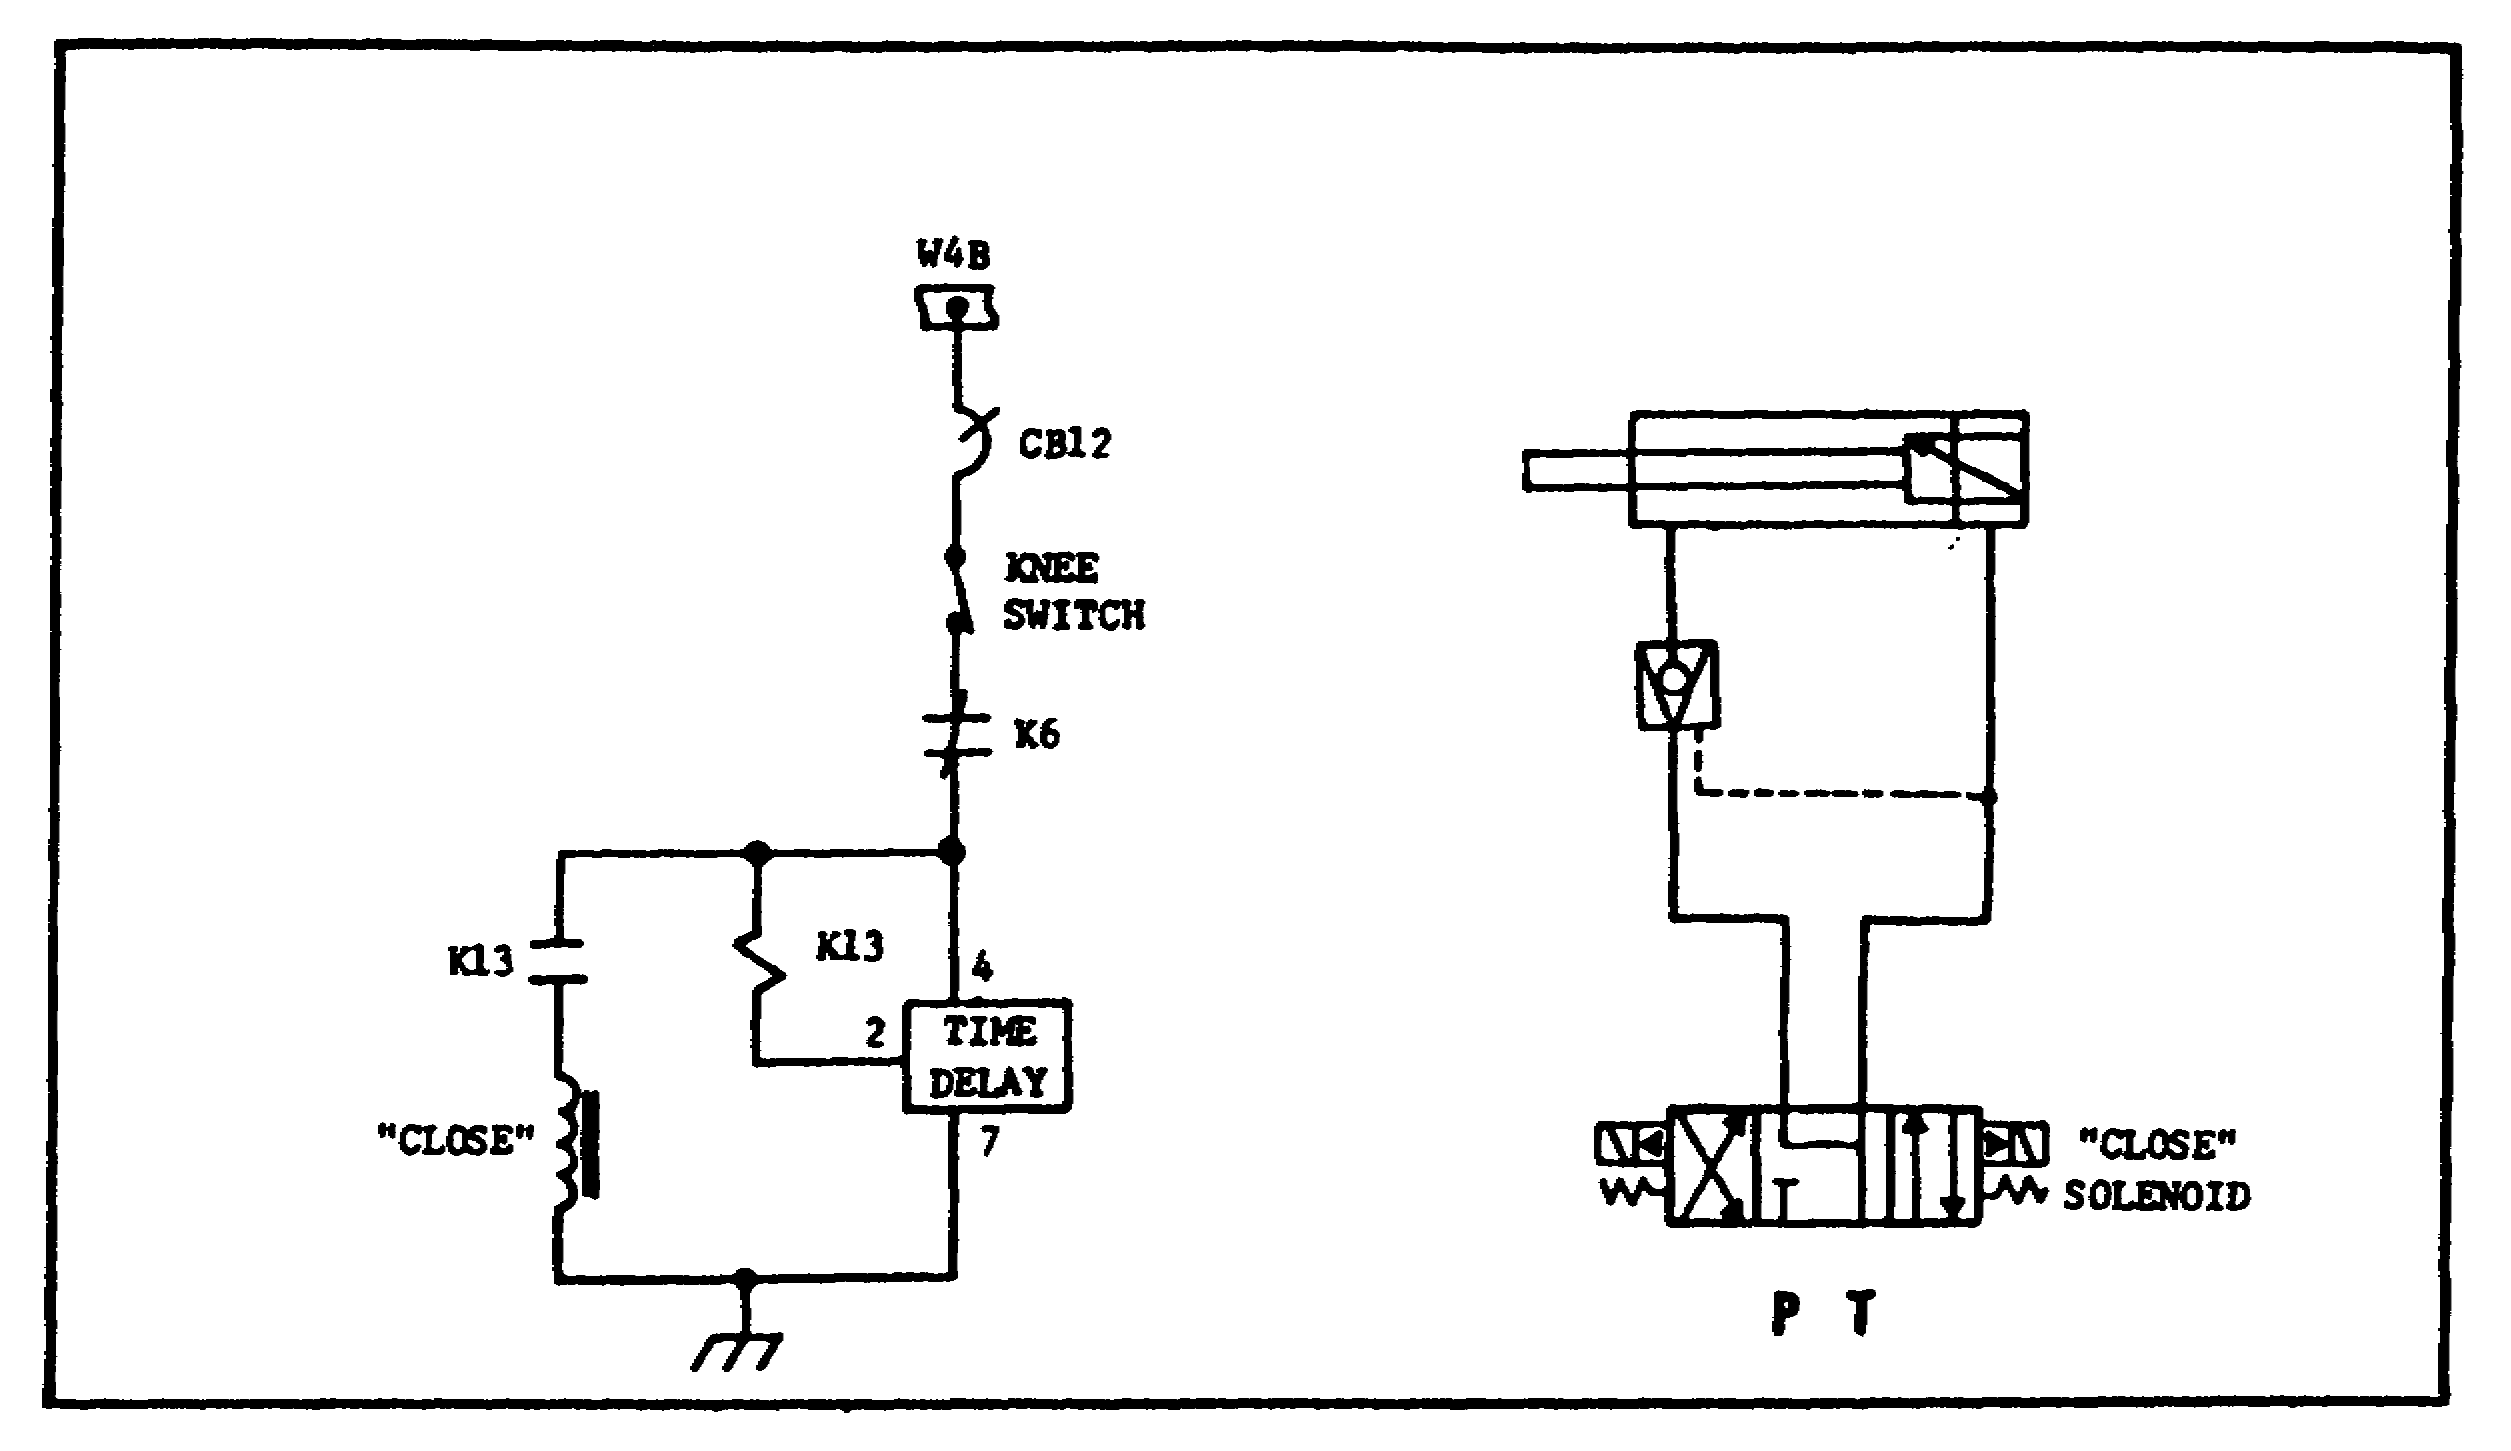 W4B
CB12
KNEE
SWITCH
K6
K13
K13
4
2
TIME
DELAY
7
"CLOSE"
"CLOSE"
SOLENOID
P T